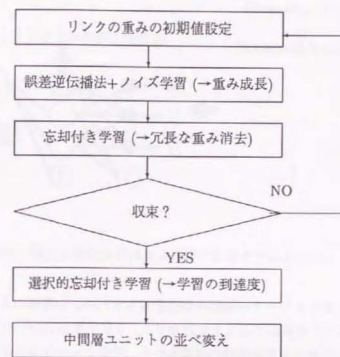 リンクの重みの初期値設定
誤差逆伝播法+ノイズ学習 (→重み成長)
忘却付き学習 (→冗長な重み消去)
収束？
NO
YES
選択的忘却付き学習 (→学習の到達度)
中間層ユニットの並べ変え